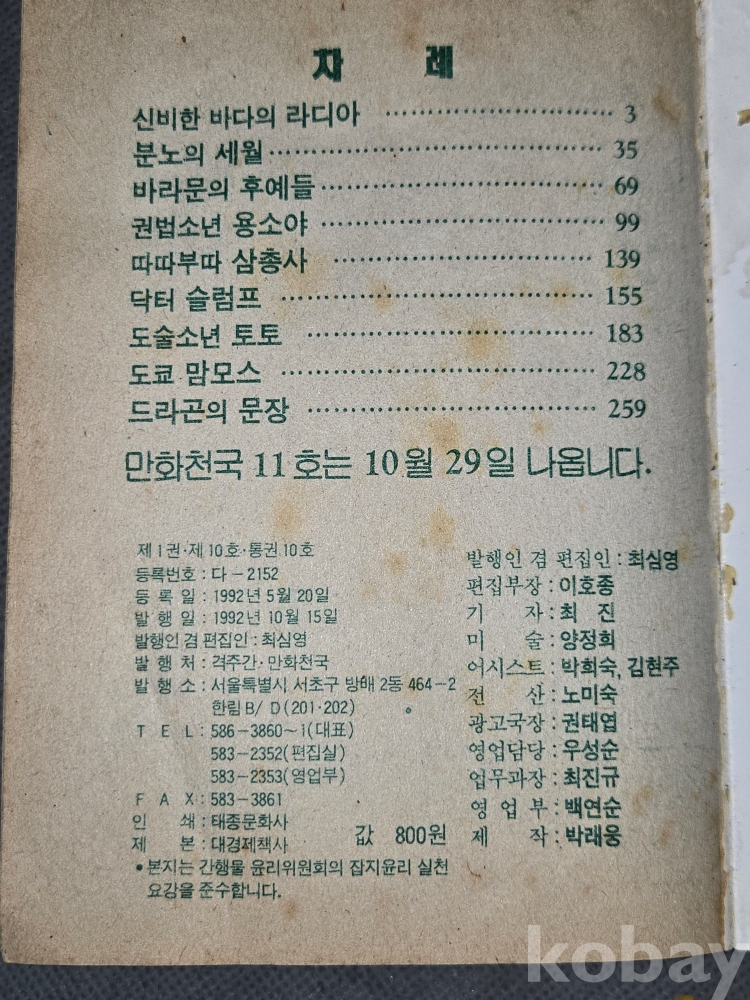 차 례
신비한 바다의 라디아 ································ 3
분노의 세월 ································ 35
바라문의 후예들 ································ 69
권법소년 용소야 ································ 99
따따부따 삼총사 ································ 139
닥터 슬럼프 ································ 155
도술소년 토토 ································ 183
도쿄 맘모스 ································ 228
드라곤의 문장 ································ 259
만화천국 11호는 10월 29일 나옵니다.
제1권·제10호·통권10호
등록번호 : 다-2152
등 록 일 : 1992년 5월 20일
발 행 일 : 1992년 10월 15일
발행인 겸 편집인 : 최심영
발 행 처 : 격주간·만화천국
발 행 소 : 서울특별시 서초구 방배 2동 464-2
한림B/D(201·202)
T E L : 586-3860~1(대표)
583-2352(편집실)
583-2353(영업부)
F A X : 583-3861
인 쇄 : 태종문화사
제 본 : 대경제책사
값 800원
•본지는 간행물 윤리위원회의 잡지윤리 실천
요강을 준수합니다.
발행인 겸 편집인 : 최심영
편집부장 : 이호종
기 자 : 최 진
미 술 : 양정희
어시스트 : 박희숙, 김현주
전 산 : 노미숙
광고국장 : 권태엽
영업담당 : 우성순
업무과장 : 최진규
영 업 부 : 백연순
제 작 : 박래웅
kobay